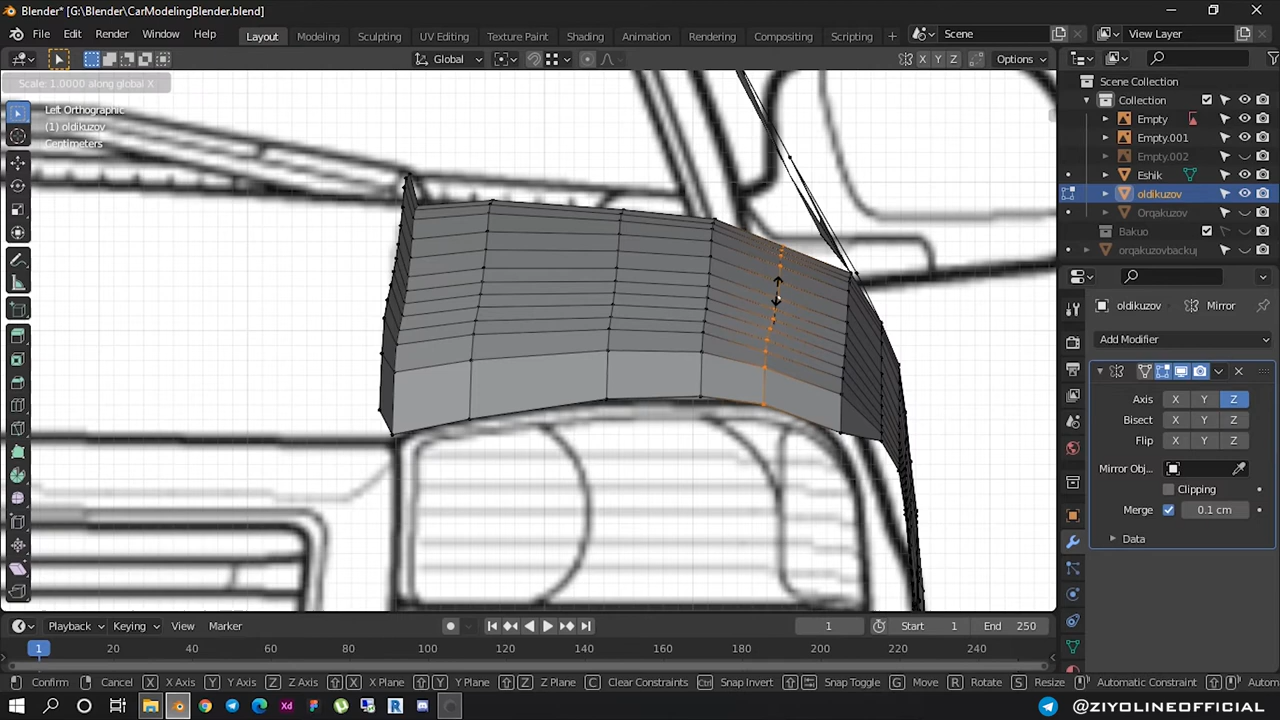 Blender* [G:\Blender\CarModelingBlender.blend]
File Edit Render Window Help Layout Modeling Sculpting UV Editing Texture Paint Shading Animation Rendering Compositing Scripting + Scene View Layer
Global X Y Z Options
Scale: 1.0000 along global X
Left Orthographic
(1) oldikuzov
Centimeters
Scene Collection
Collection
Empty
Empty.001
Empty.002
Eshik
oldikuzov
Orqakuzov
Bakuo
orqakuzovbackuj
oldikuzov Mirror
Add Modifier
Axis X Y Z
Bisect X Y Z
Flip X Y Z
Mirror Obj..
Clipping
Merge 0.1 cm
Data
Playback Keying View Marker 1 Start 1 End 250
1 20 40 60 80 100 120 140 160 180 200 220 240
Confirm Cancel X X Axis Y Y Axis Z Z Axis X X Plane Y Y Plane Z Z Plane C Clear Constraints Ctrl Snap Invert Snap Toggle G Move R Rotate S Resize Automatic Constraint Automa
Xd R @ZIYOLINEOFFICIAL